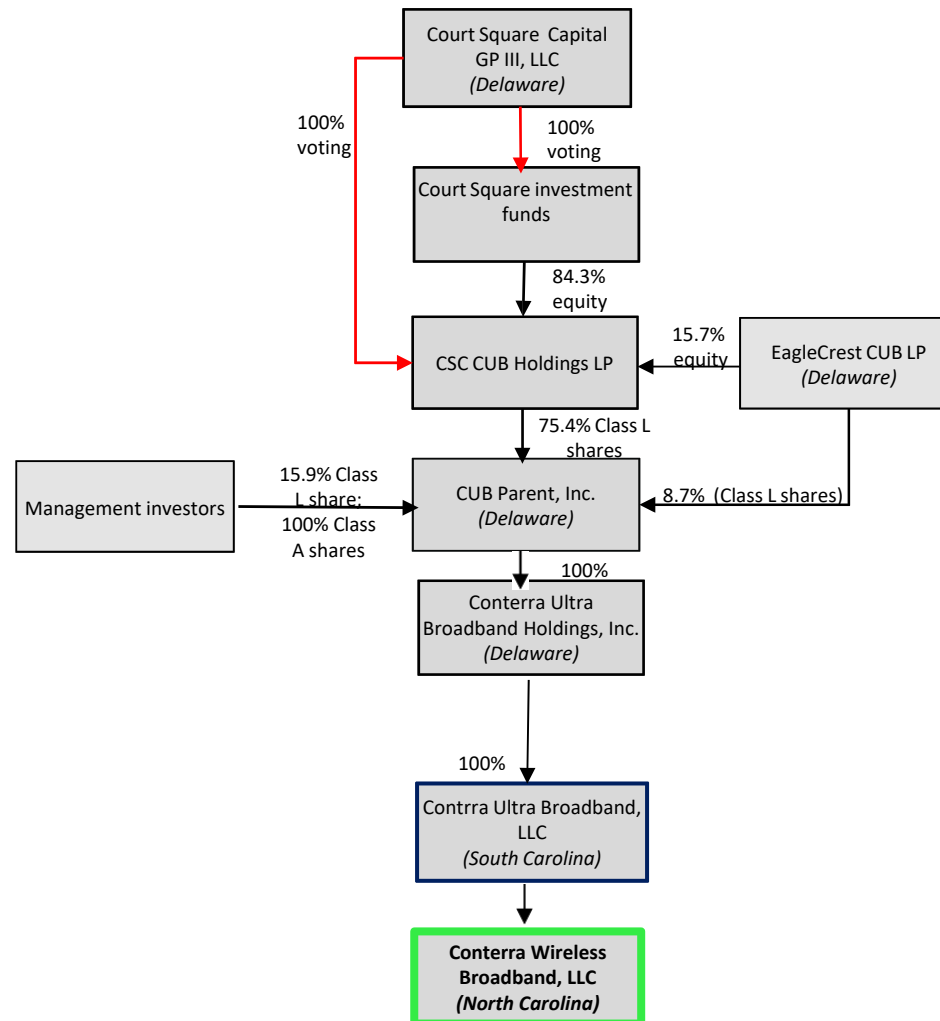 Court Square Capital
GP III, LLC
(Delaware)
100%
voting
100%
voting
Court Square investment
funds
84.3%
equity
CSC CUB Holdings LP
15.7%
equity
EagleCrest CUB LP
(Delaware)
75.4% Class L
shares
Management investors
15.9% Class
L share;
100% Class
A shares
CUB Parent, Inc.
(Delaware)
8.7% (Class L shares)
100%
Conterra Ultra
Broadband Holdings, Inc.
(Delaware)
100%
Contrra Ultra Broadband,
LLC
(South Carolina)
Conterra Wireless
Broadband, LLC
(North Carolina)